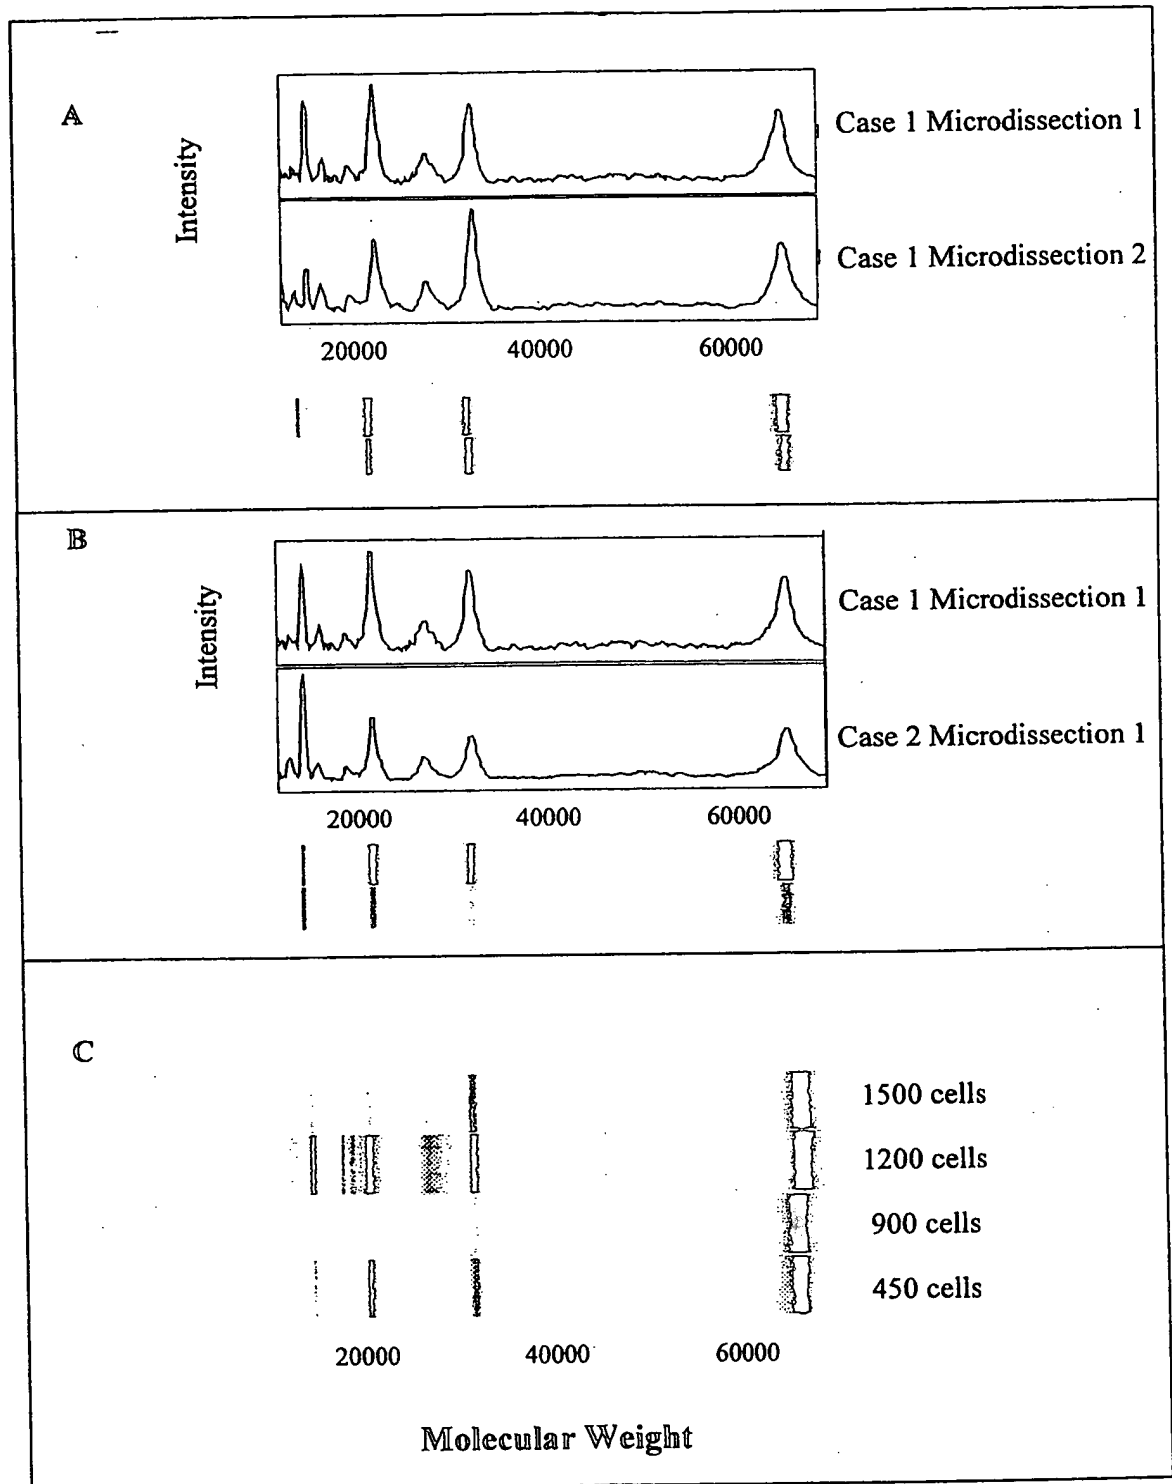 A
Intensity
Case 1 Microdissection 1
Case 1 Microdissection 2
20000 40000 60000
B
Intensity
Case 1 Microdissection 1
Case 2 Microdissection 1
20000 40000 60000
C
1500 cells
1200 cells
900 cells
450 cells
20000 40000 60000
Molecular Weight